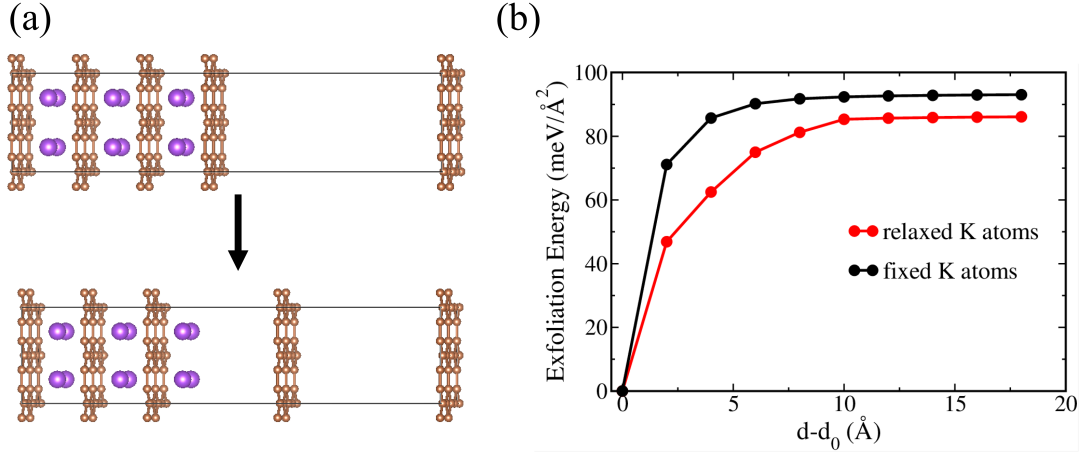 (a)
(b)
Exfoliation Energy (meV/Å²)
100
80
60
40
20
0
relaxed K atoms
fixed K atoms
0 5 10 15 20
d-d₀ (Å)